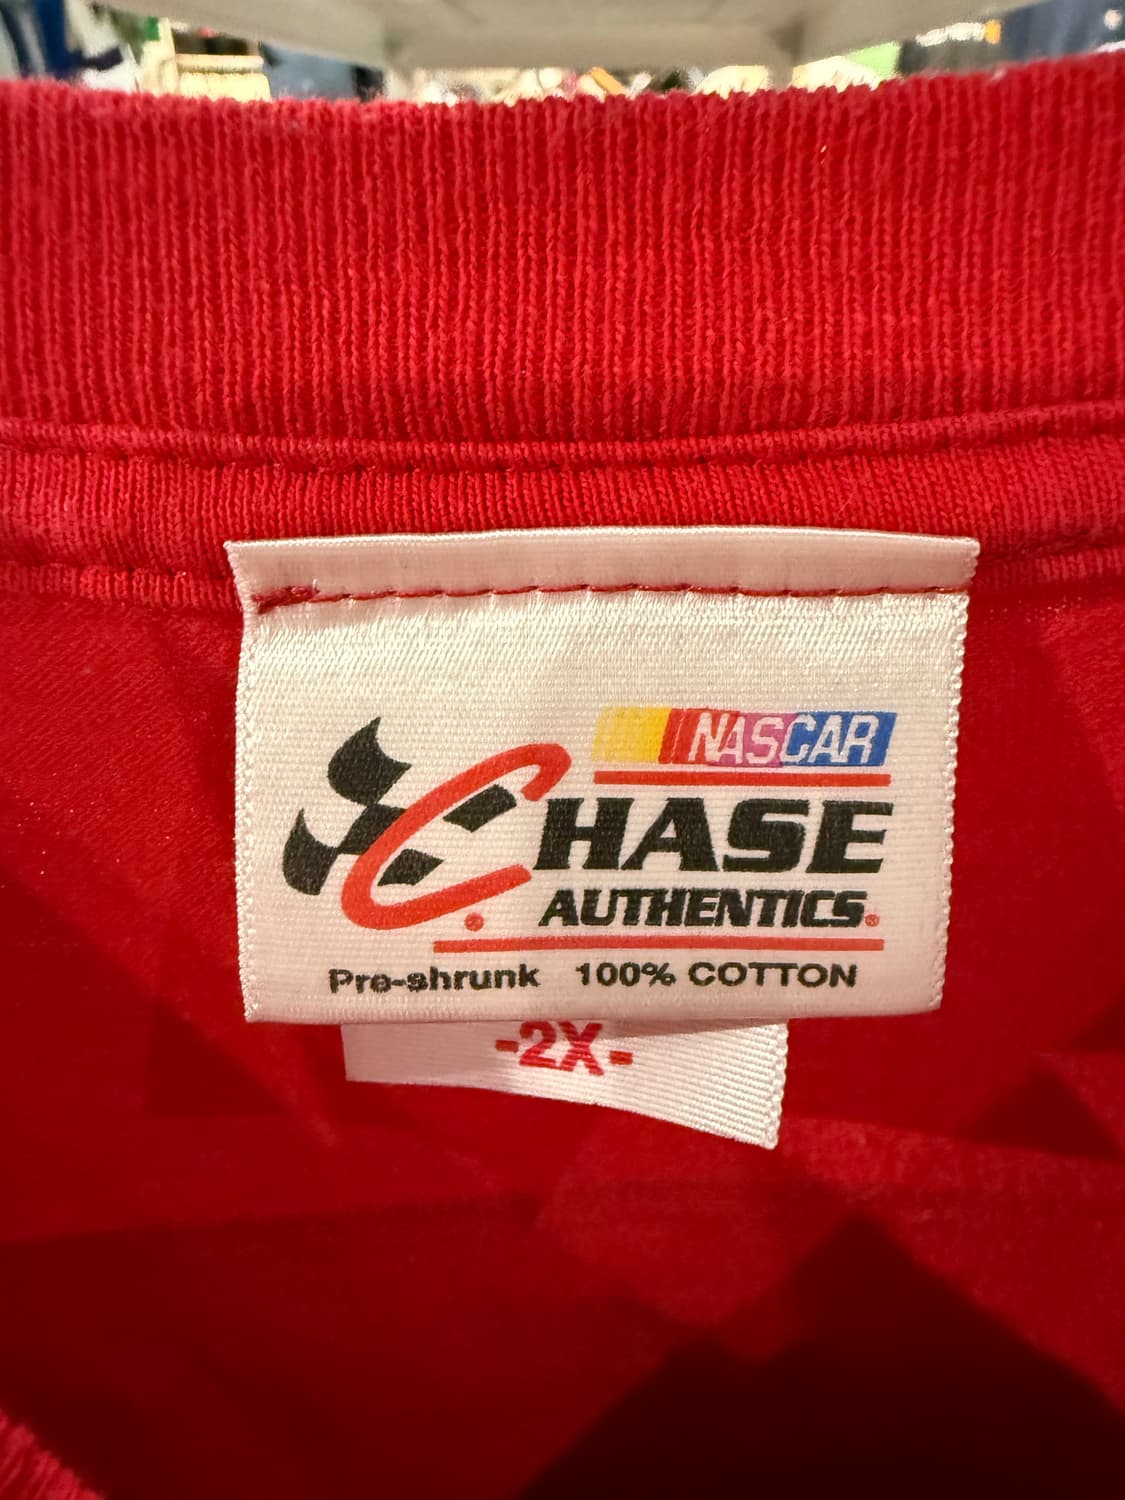 NASCAR
CHASE
AUTHENTICS®
Pre-shrunk 100% COTTON
-2X-